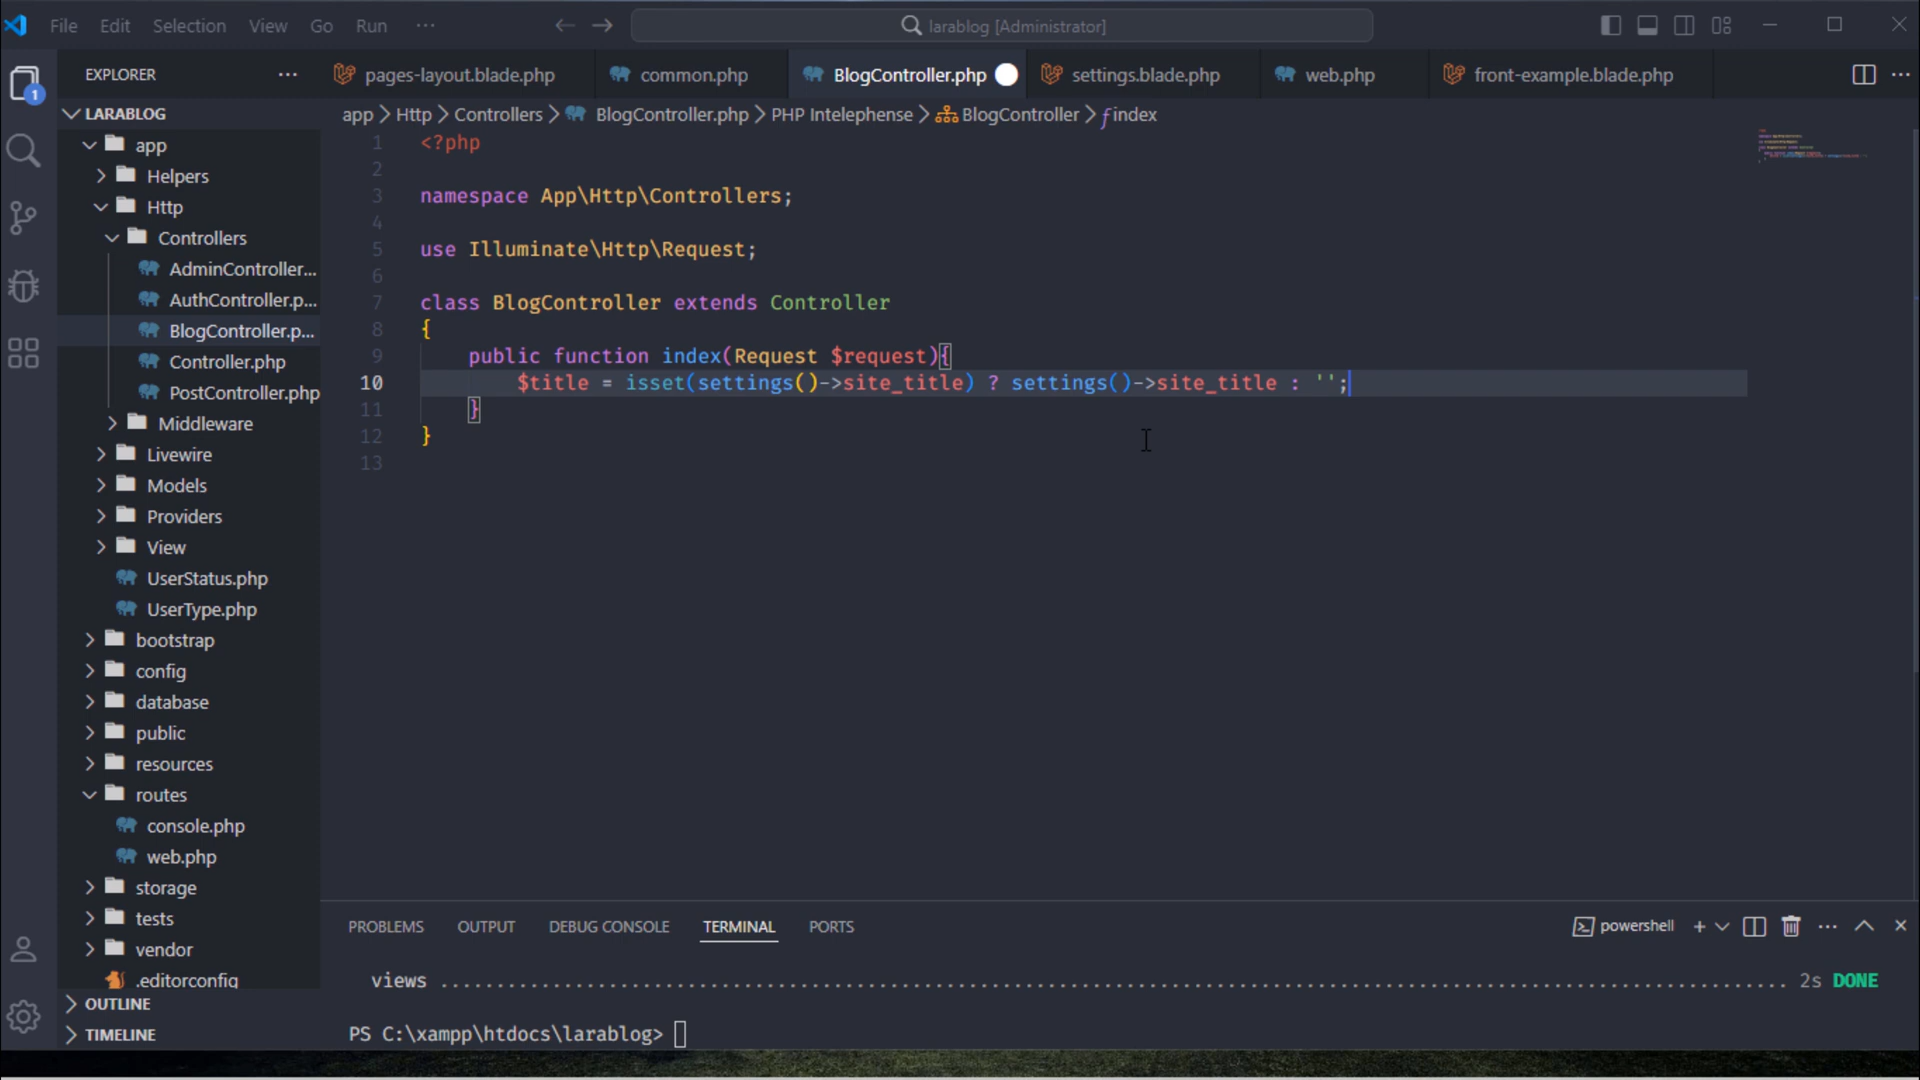 File Edit Selection View Go Run ··· larablog [Administrator]
EXPLORER ···
pages-layout.blade.php common.php BlogController.php settings.blade.php web.php front-example.blade.php ···
LARABLOG
app > Http > Controllers > BlogController.php > PHP Intelephense > BlogController > index
app
Helpers
Http
Controllers
AdminController...
AuthController.p...
BlogController.p...
Controller.php
PostController.php
Middleware
Livewire
Models
Providers
View
UserStatus.php
UserType.php
bootstrap
config
database
public
resources
routes
console.php
web.php
storage
tests
vendor
.editorconfig
OUTLINE
TIMELINE
1
1 <?php
2
3 namespace App\Http\Controllers;
4
5 use Illuminate\Http\Request;
6
7 class BlogController extends Controller
8 {
9 public function index(Request $request){
10 $title = isset(settings()->site_title) ? settings()->site_title : '';
11 }
12 }
13
PROBLEMS OUTPUT DEBUG CONSOLE TERMINAL PORTS powershell + ···
views ................................................................................................................ 2s DONE
PS C:\xampp\htdocs\larablog>